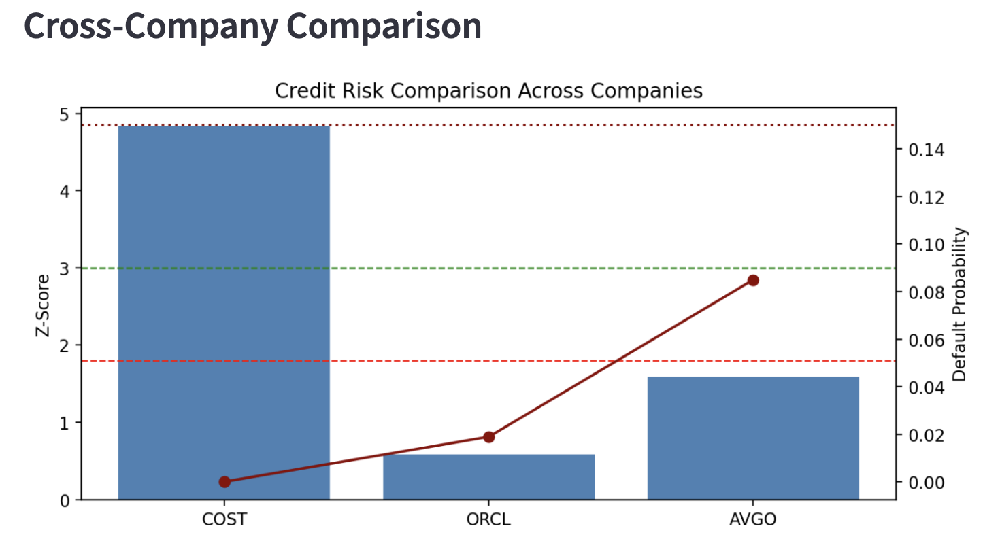 Cross-Company Comparison
Credit Risk Comparison Across Companies
5
4
3
2
1
0
Z-Score
0.14
0.12
0.10
0.08
0.06
0.04
0.02
0.00
Default Probability
COST ORCL AVGO